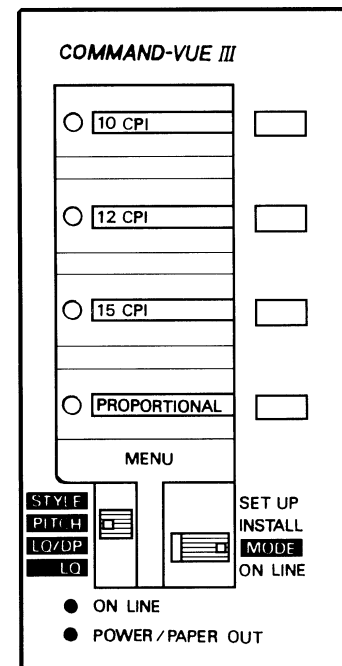 COMMAND-VUE III
10 CPI
12 CPI
15 CPI
PROPORTIONAL
MENU
STYLE
PITCH
LQ/DP
LQ
SET UP
INSTALL
MODE
ON LINE
ON LINE
POWER/PAPER OUT